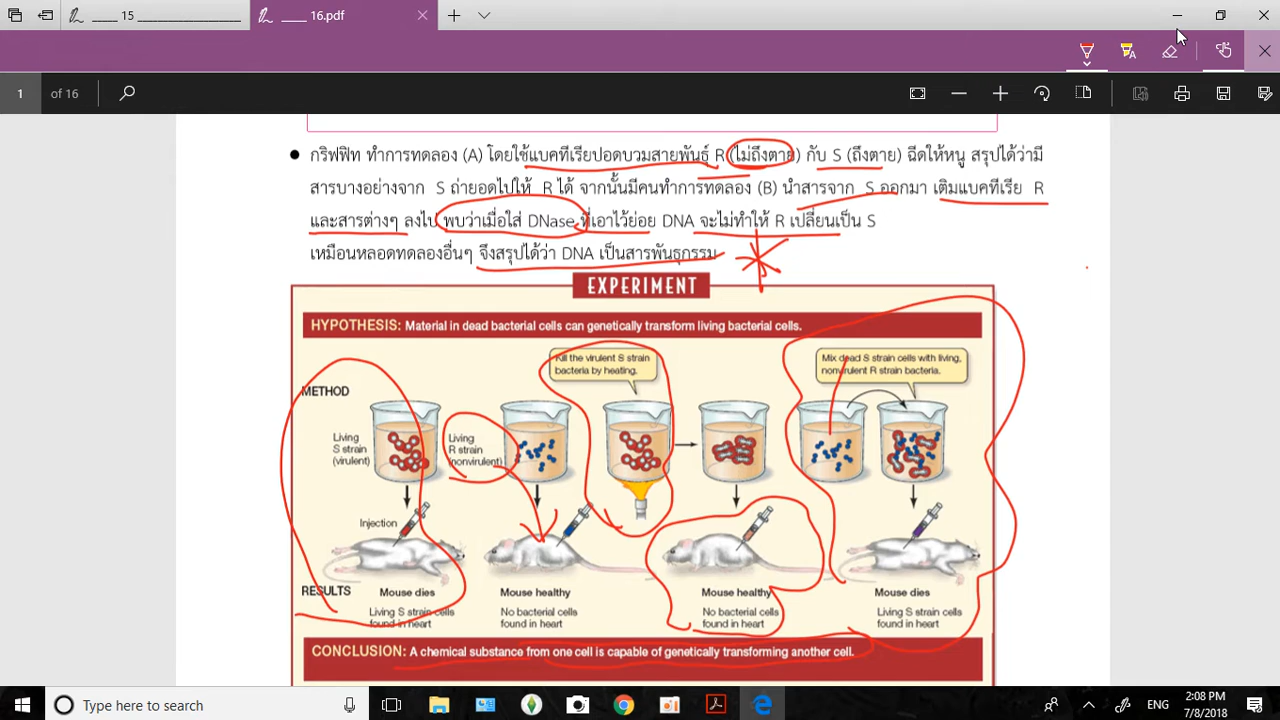 ____ 15 ______________
____ 16.pdf
1 of 16
กริฟฟิท ทำการทดลอง (A) โดยใช้แบคทีเรียปอดบวมสายพันธุ์ R (ไม่ถึงตาย) กับ S (ถึงตาย) ฉีดให้หนู สรุปได้ว่ามี
สารบางอย่างจาก S ถ่ายยอดไปให้ R ได้ จากนั้นมีคนทำการทดลอง (B) นำสารจาก S ออกมา เติมแบคทีเรีย R
และสารต่างๆ ลงไป พบว่าเมื่อใส่ DNase ที่เอาไว้ย่อย DNA จะไม่ทำให้ R เปลี่ยนเป็น S
เหมือนหลอดทดลองอื่นๆ จึงสรุปได้ว่า DNA เป็นสารพันธุกรรม
EXPERIMENT
HYPOTHESIS: Material in dead bacterial cells can genetically transform living bacterial cells.
Kill the virulent S strain
bacteria by heating.
Mix dead S strain cells with living,
nonvirulent R strain bacteria.
METHOD
Living
S strain
(virulent)
Living
R strain
(nonvirulent)
Injection
RESULTS
Mouse dies
Living S strain cells
found in heart
Mouse healthy
No bacterial cells
found in heart
Mouse healthy
No bacterial cells
found in heart
Mouse dies
Living S strain cells
found in heart
CONCLUSION: A chemical substance from one cell is capable of genetically transforming another cell.
Type here to search
ENG
2:08 PM
7/8/2018